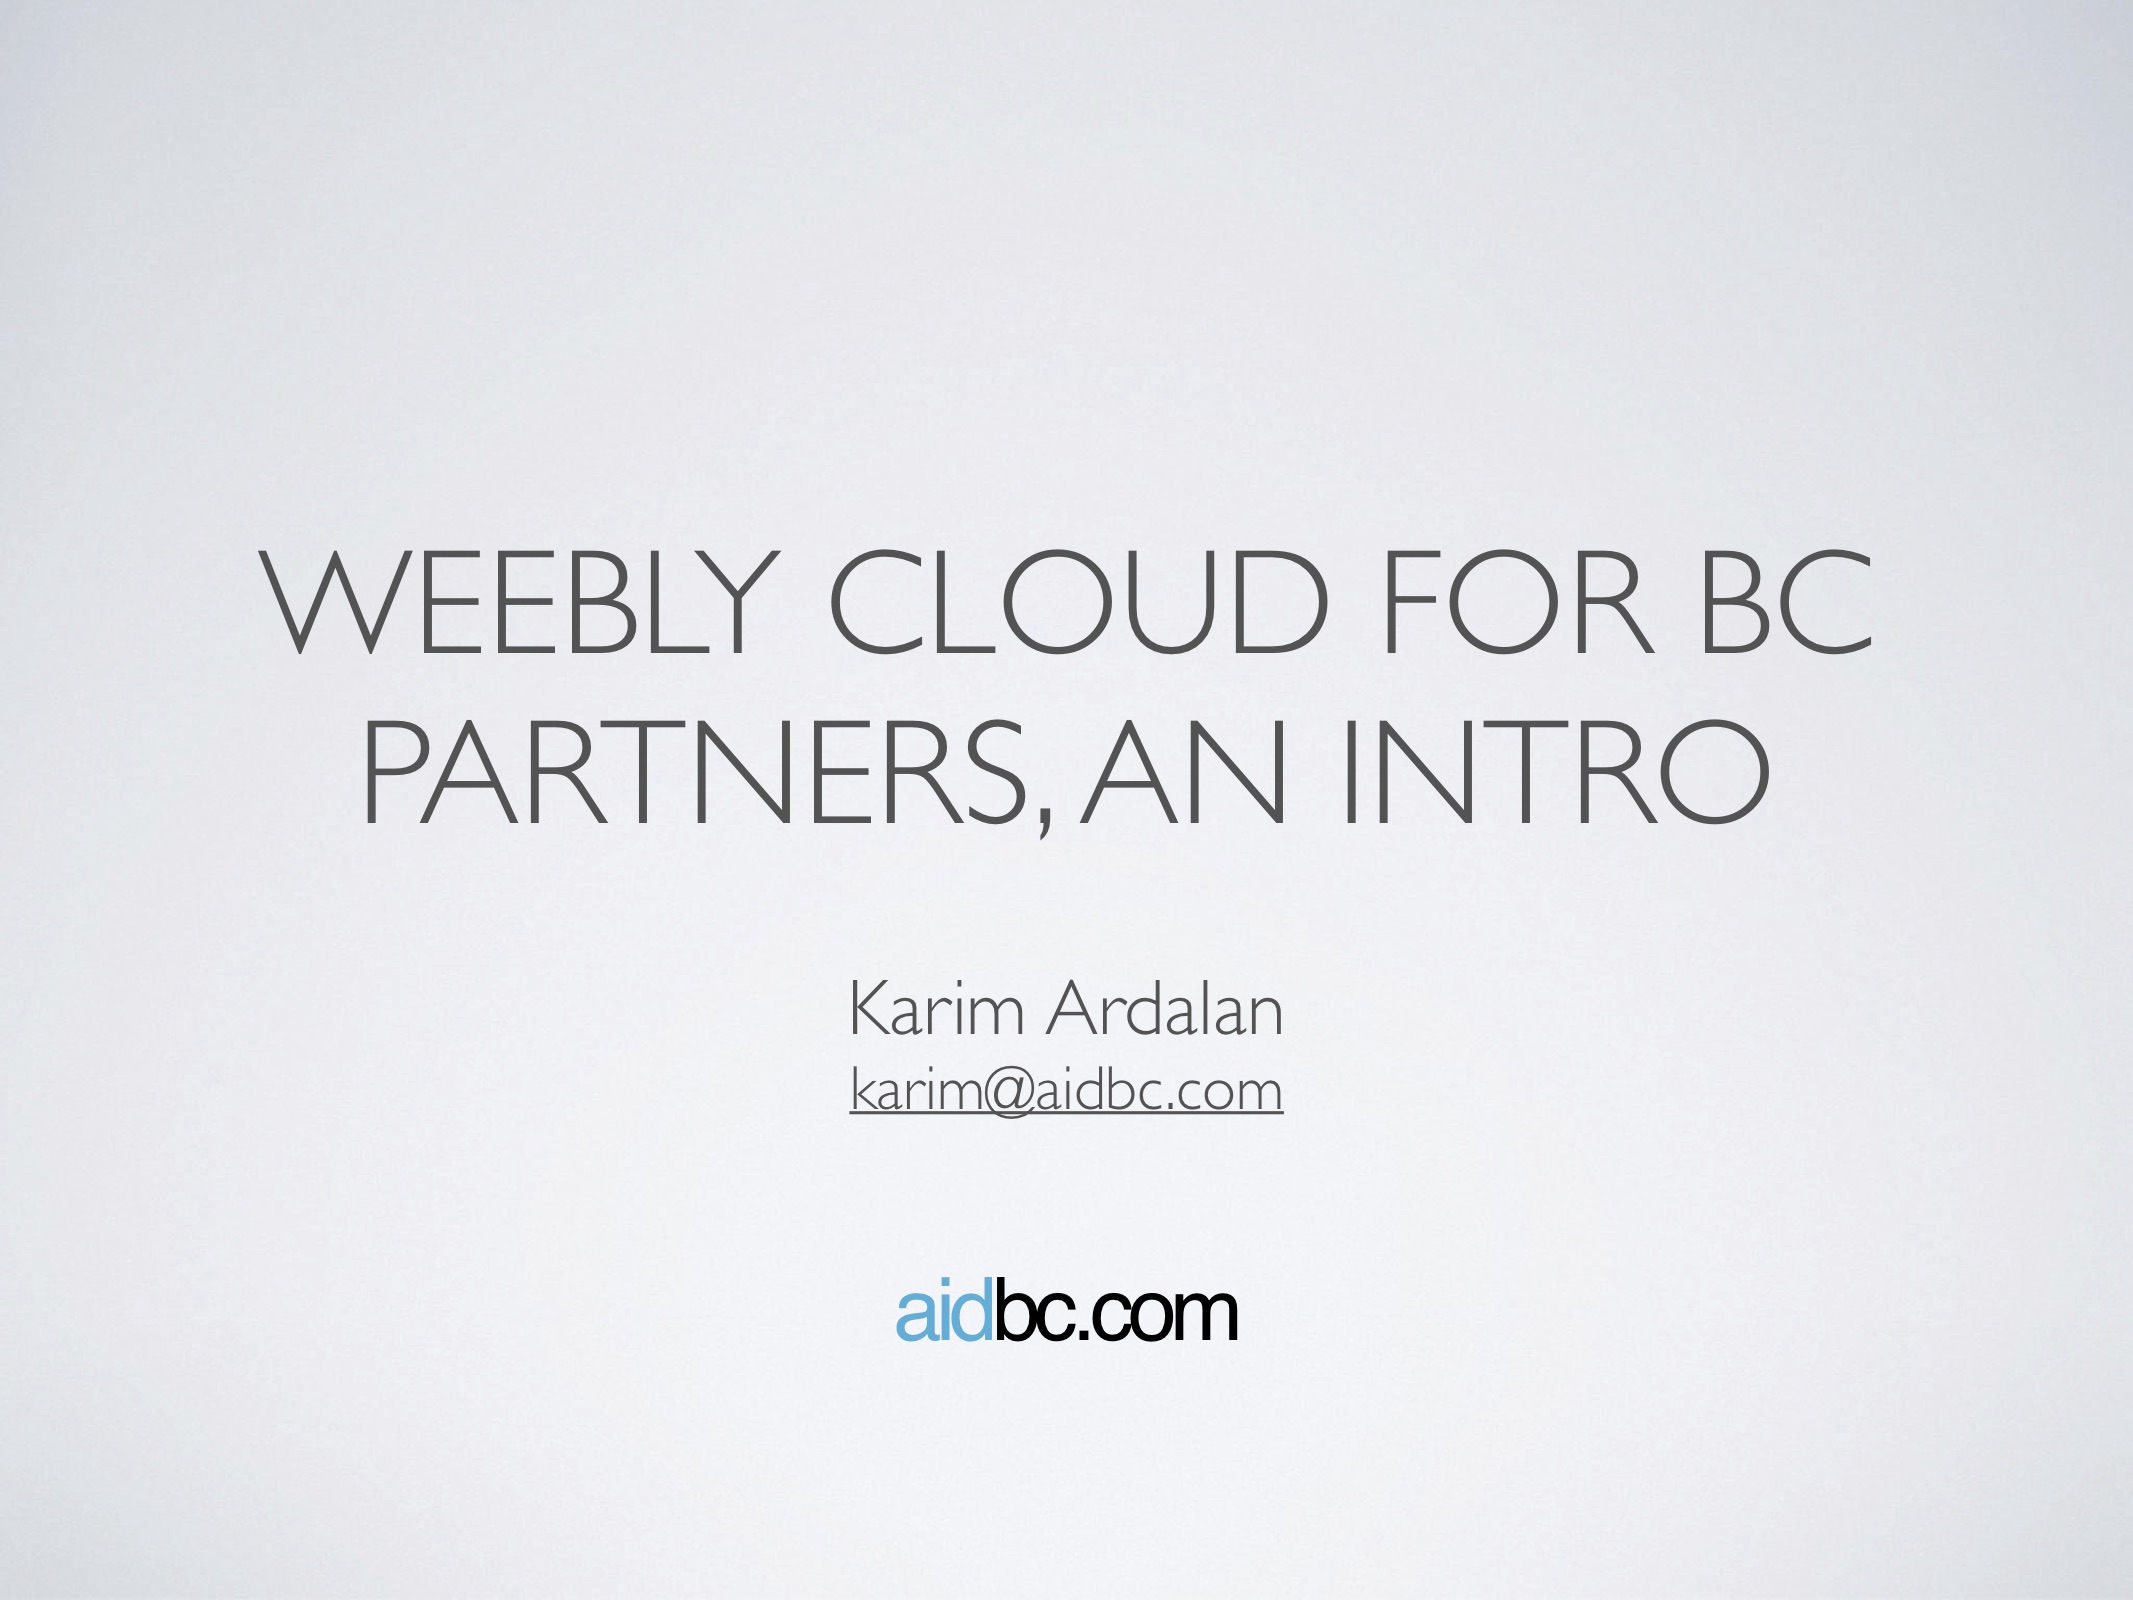 WEEBLY CLOUD FOR BC
PARTNERS, AN INTRO
Karim Ardalan
karim@aidbc.com
aidbc.com